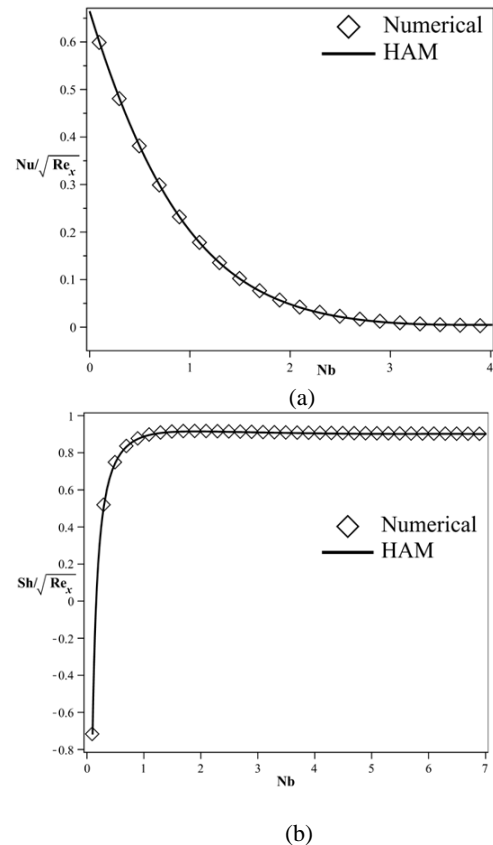 0.6
0.5
0.4
Nu/√Re_x
0.3
0.2
0.1
0
0 1 2 3 4
Nb
Numerical
HAM
(a)
1
0.8
0.6
0.4
0.2
Sh/√Re_x
0
-0.2
-0.4
-0.6
-0.8
0 1 2 3 4 5 6 7
Nb
Numerical
HAM
(b)